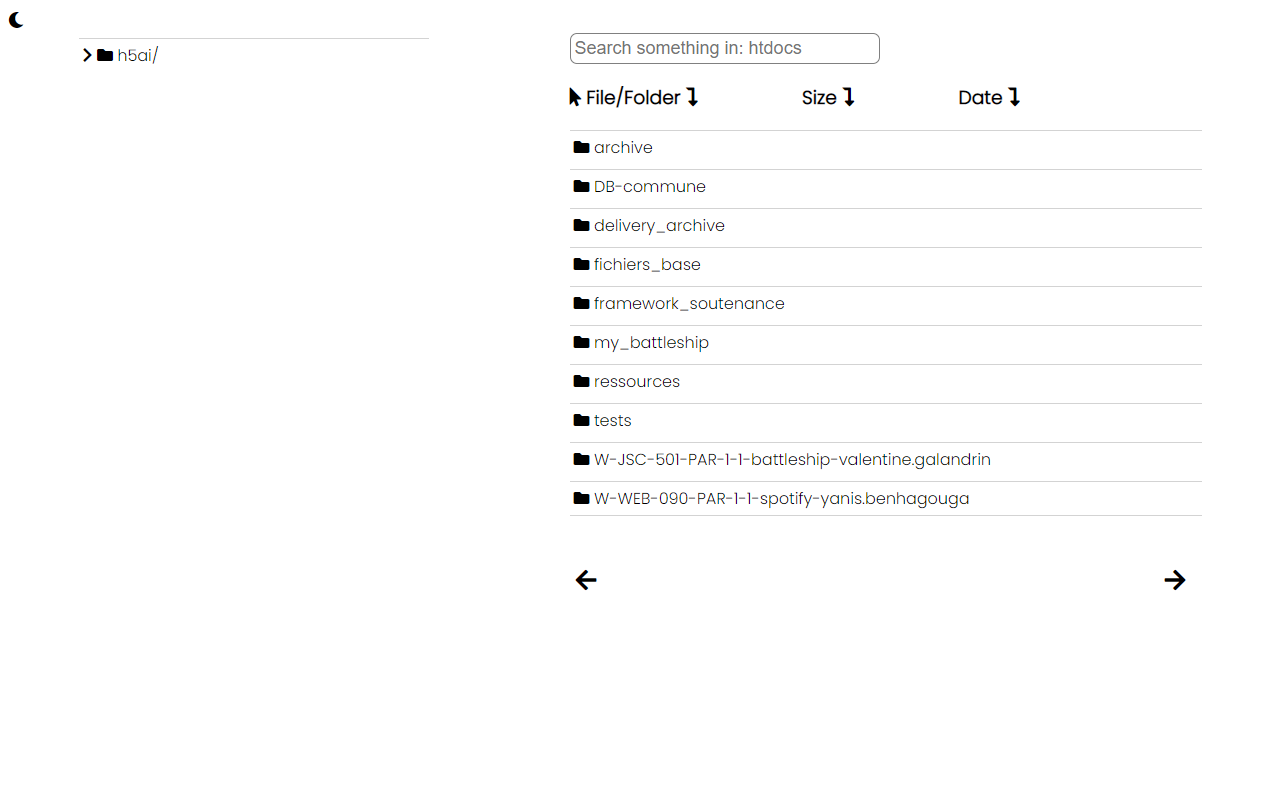 h5ai/
Search something in: htdocs
File/Folder Size Date
archive
DB-commune
delivery_archive
fichiers_base
framework_soutenance
my_battleship
ressources
tests
W-JSC-501-PAR-1-1-battleship-valentine.galandrin
W-WEB-090-PAR-1-1-spotify-yanis.benhagouga